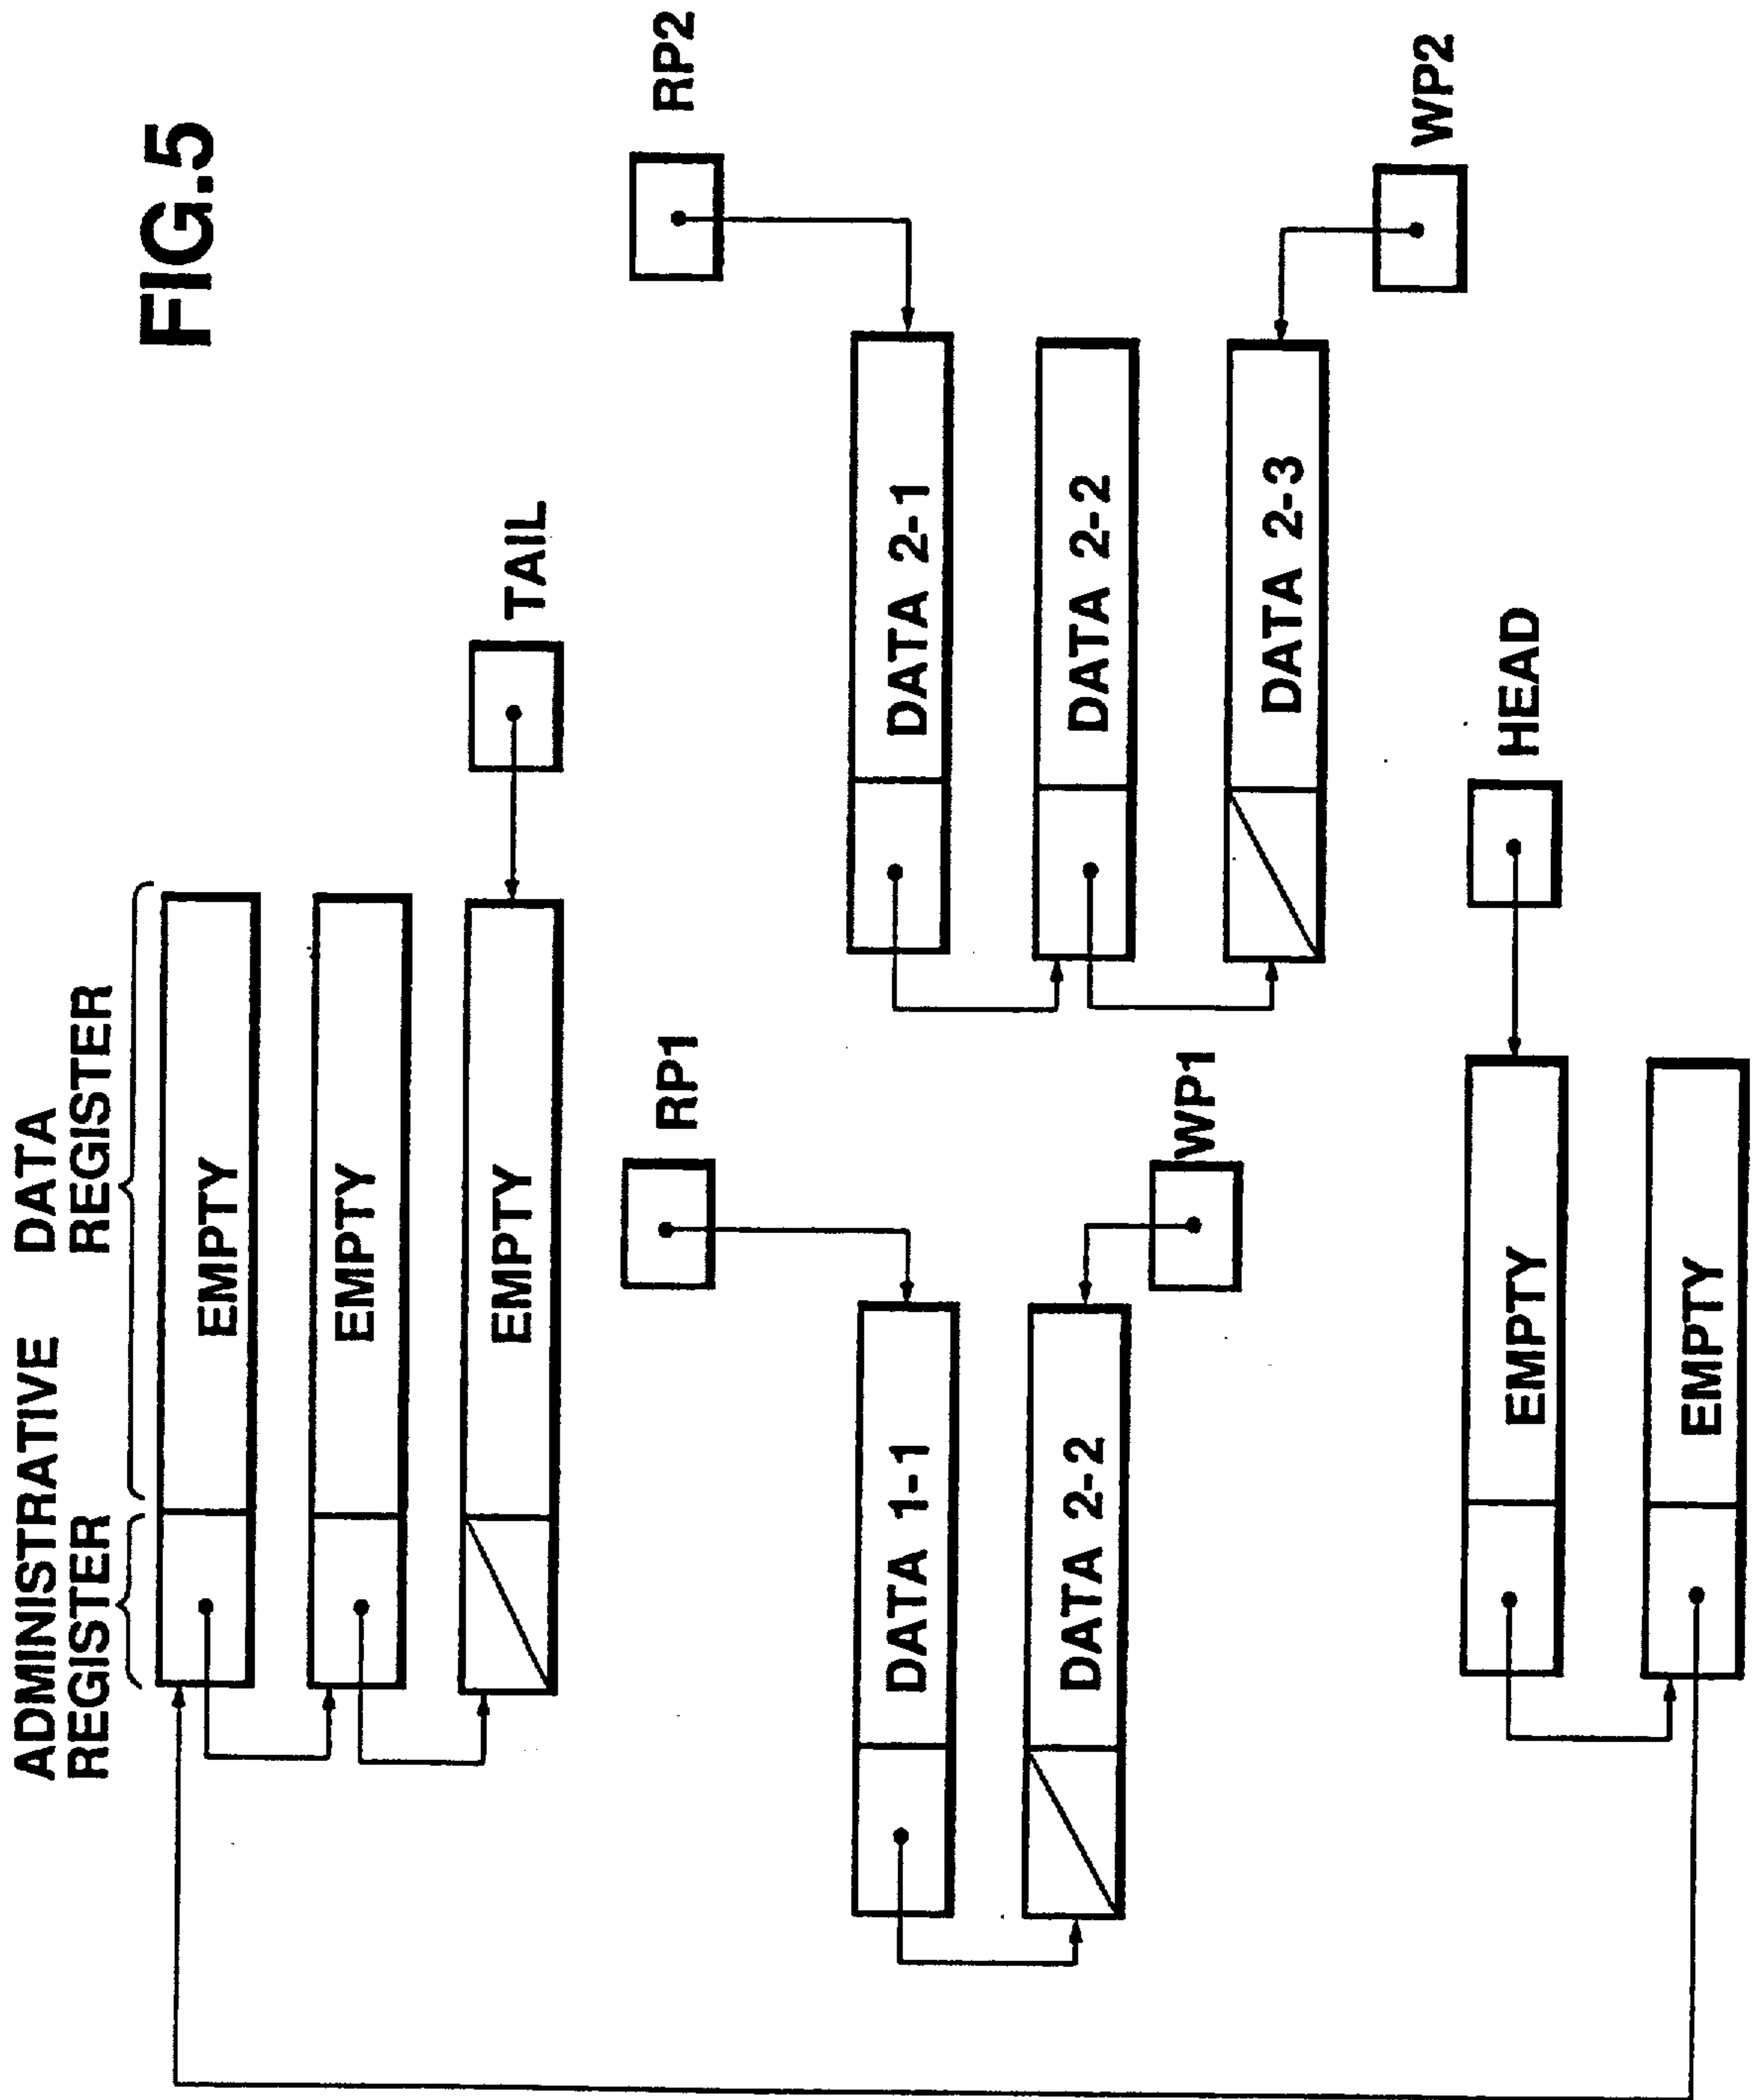 FIG.5
ADMINISTRATIVE
REGISTER
DATA
REGISTER
EMPTY
EMPTY
EMPTY
TAIL
RP1
RP2
DATA 1-1
DATA 2-2
WP1
DATA 2-1
DATA 2-2
DATA 2-3
WP2
EMPTY
EMPTY
HEAD